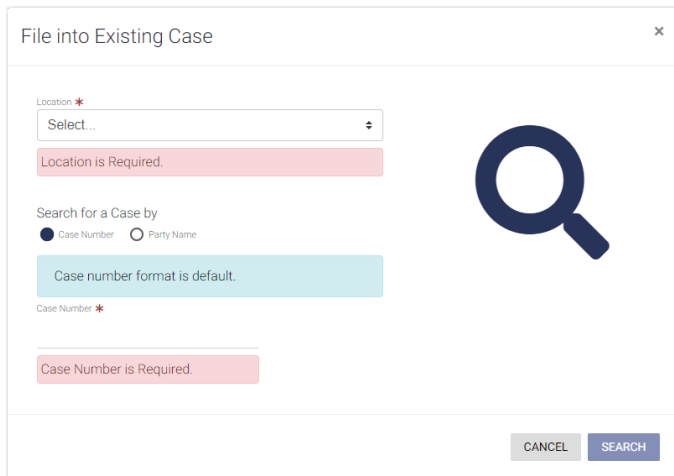 File into Existing Case
×
Location *
Select...
Location is Required.
Search for a Case by
Case Number Party Name
Case number format is default.
Case Number *
Case Number is Required.
CANCEL SEARCH